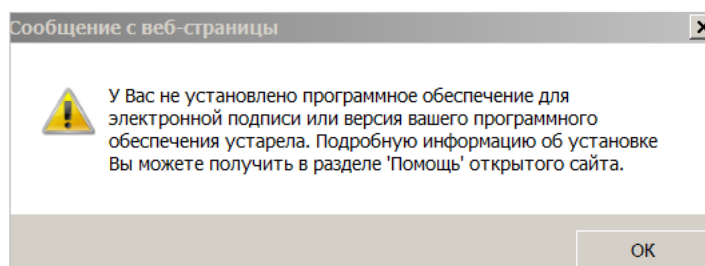 Сообщение с веб-страницы
У Вас не установлено программное обеспечение для
электронной подписи или версия вашего программного
обеспечения устарела. Подробную информацию об установке
Вы можете получить в разделе 'Помощь' открытого сайта.
OK